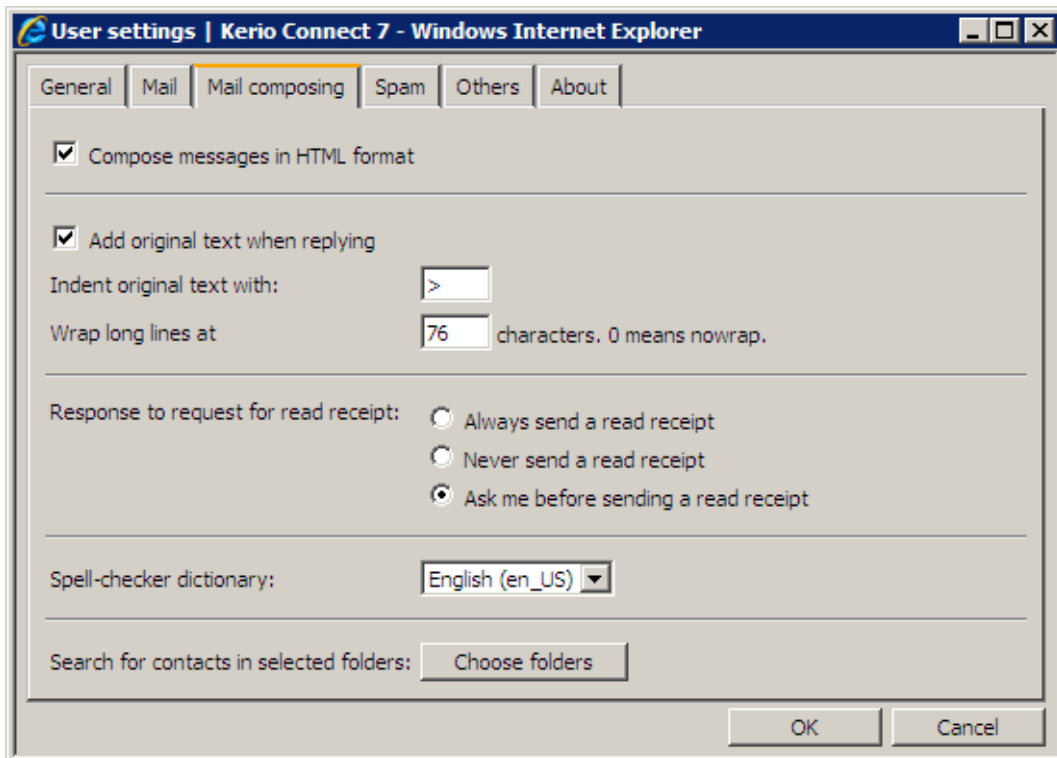 User settings | Kerio Connect 7 - Windows Internet Explorer
General Mail Mail composing Spam Others About
Compose messages in HTML format
Add original text when replying
Indent original text with: >
Wrap long lines at 76 characters. 0 means nowrap.
Response to request for read receipt: Always send a read receipt
Never send a read receipt
Ask me before sending a read receipt
Spell-checker dictionary: English (en_US)
Search for contacts in selected folders: Choose folders
OK Cancel